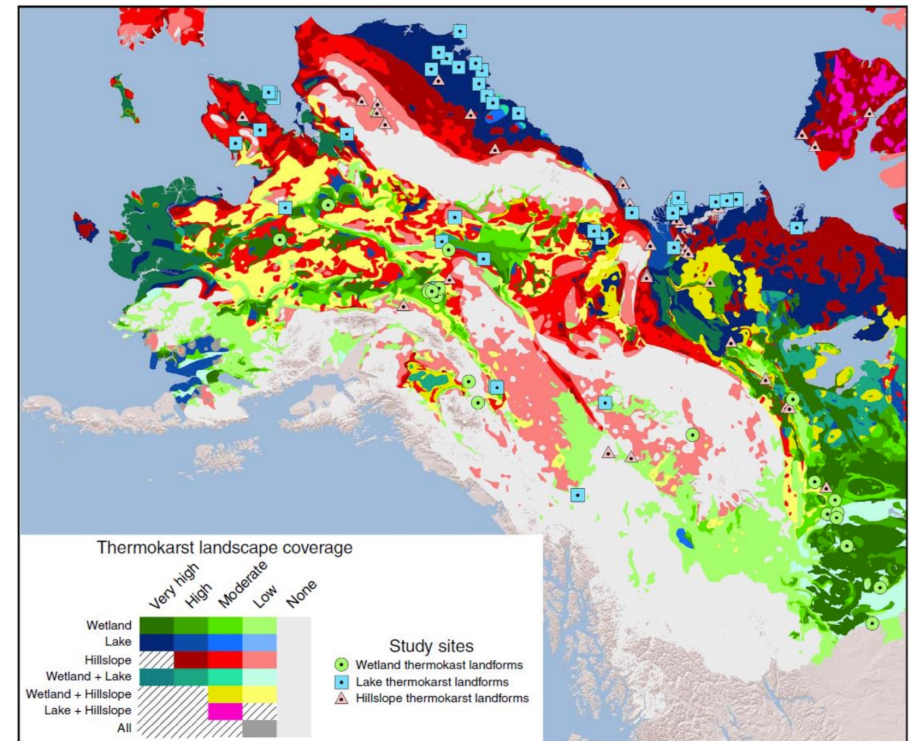 Thermokarst landscape coverage
Very high
High
Moderate
Low
None
Wetland
Lake
Hillslope
Wetland + Lake
Wetland + Hillslope
Lake + Hillslope
All
Study sites
Wetland thermokast landforms
Lake thermokarst landforms
Hillslope thermokarst landforms